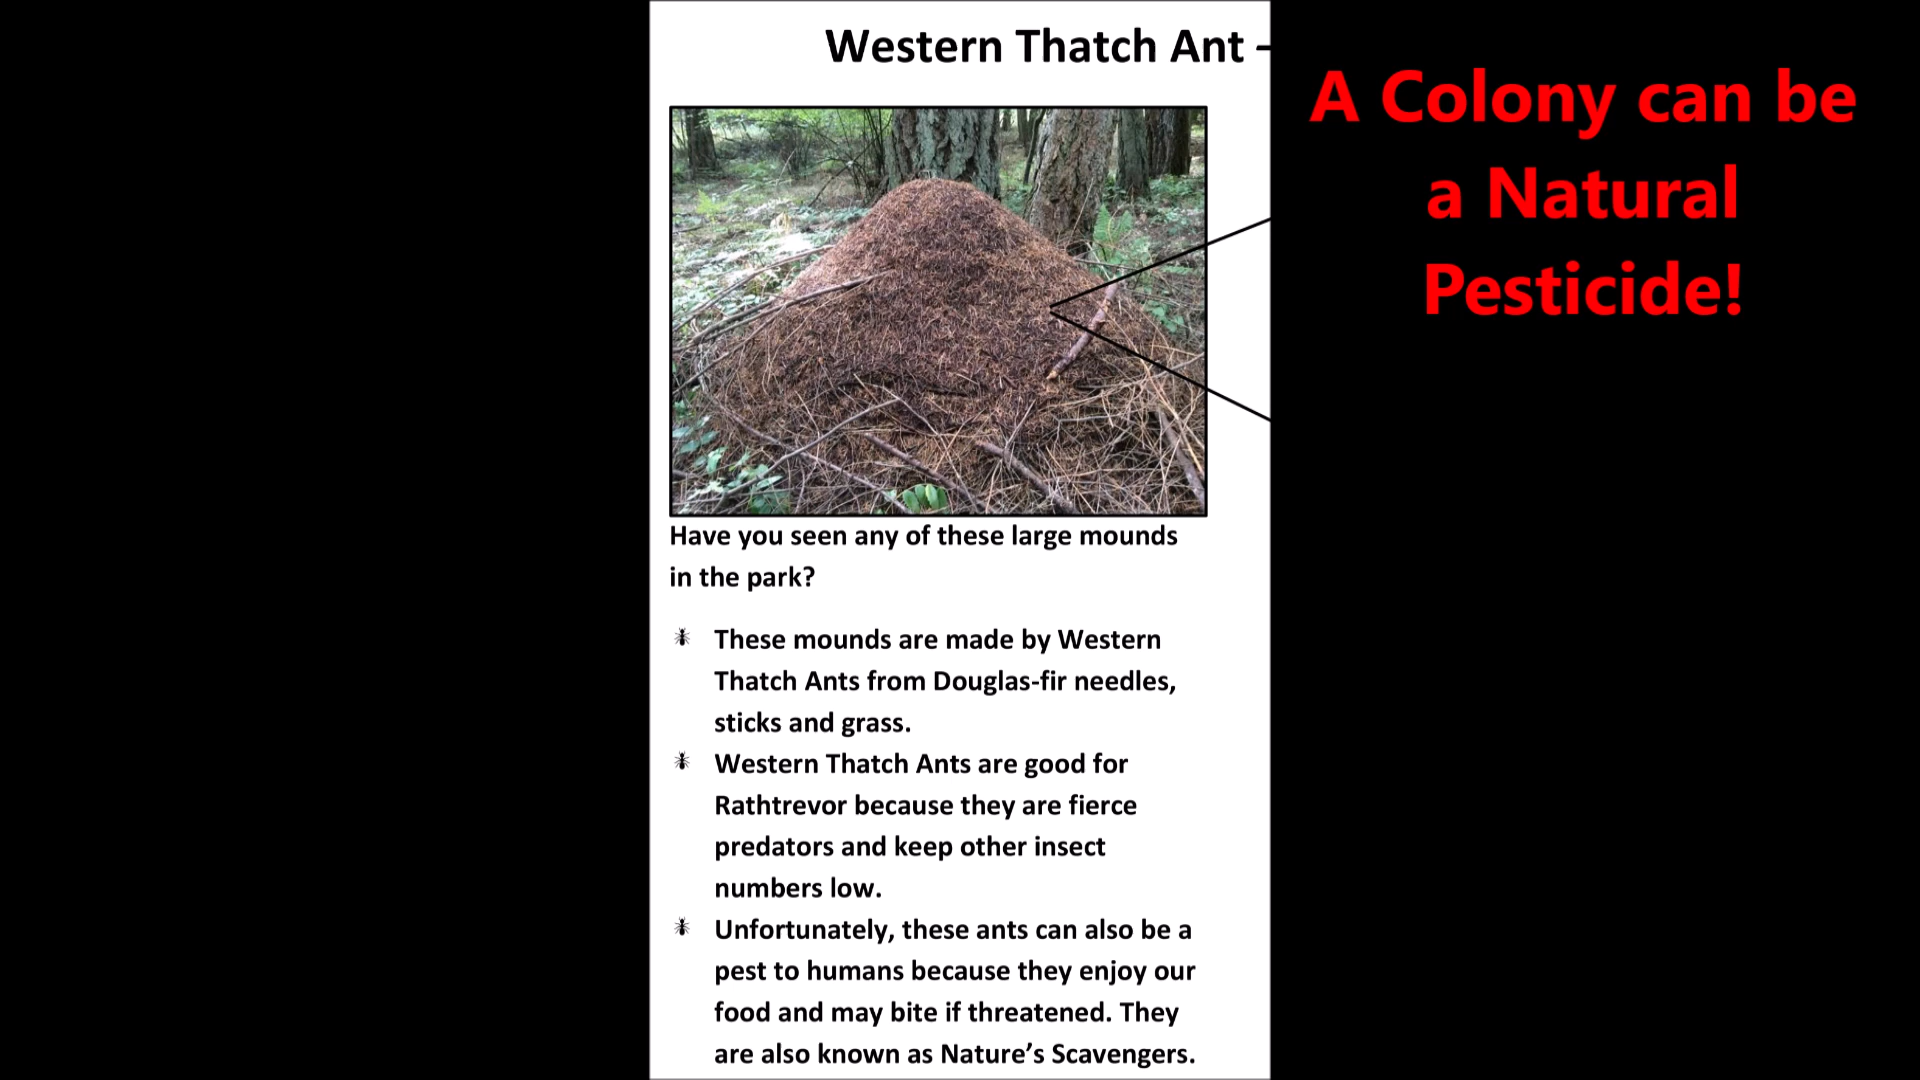 Western Thatch Ant –
A Colony can be
a Natural
Pesticide!
Have you seen any of these large mounds
in the park?
These mounds are made by Western
Thatch Ants from Douglas-fir needles,
sticks and grass.
Western Thatch Ants are good for
Rathtrevor because they are fierce
predators and keep other insect
numbers low.
Unfortunately, these ants can also be a
pest to humans because they enjoy our
food and may bite if threatened. They
are also known as Nature’s Scavengers.